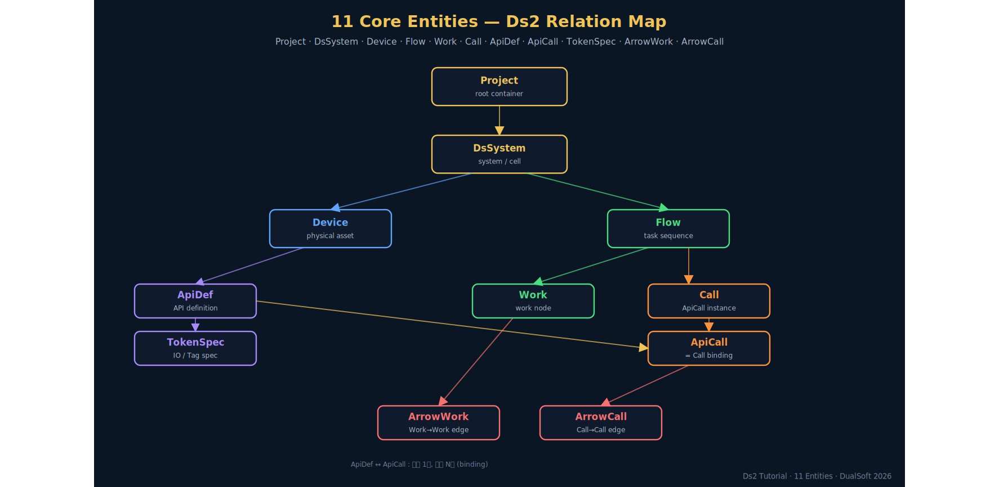 11 Core Entities — Ds2 Relation Map
Project · DsSystem · Device · Flow · Work · Call · ApiDef · ApiCall · TokenSpec · ArrowWork · ArrowCall
Project
root container
DsSystem
system / cell
Device
physical asset
Flow
task sequence
ApiDef
API definition
Work
work node
Call
ApiCall instance
TokenSpec
IO / Tag spec
ApiCall
= Call binding
ArrowWork
Work→Work edge
ArrowCall
Call→Call edge
ApiDef ↔ ApiCall : 1, N (binding)
Ds2 Tutorial · 11 Entities · DualSoft 2026